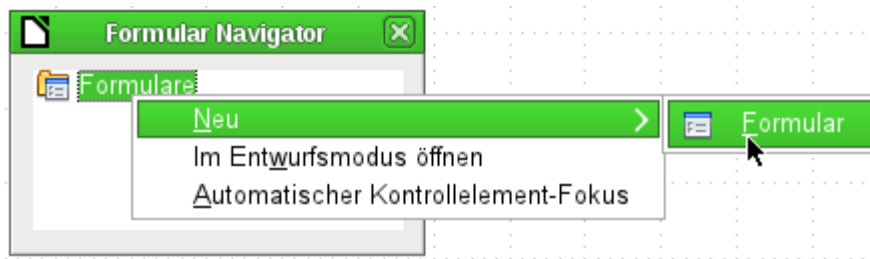 Formular Navigator
Formulare
Neu
Formular
Im Entwurfsmodus öffnen
Automatischer Kontrollelement-Fokus